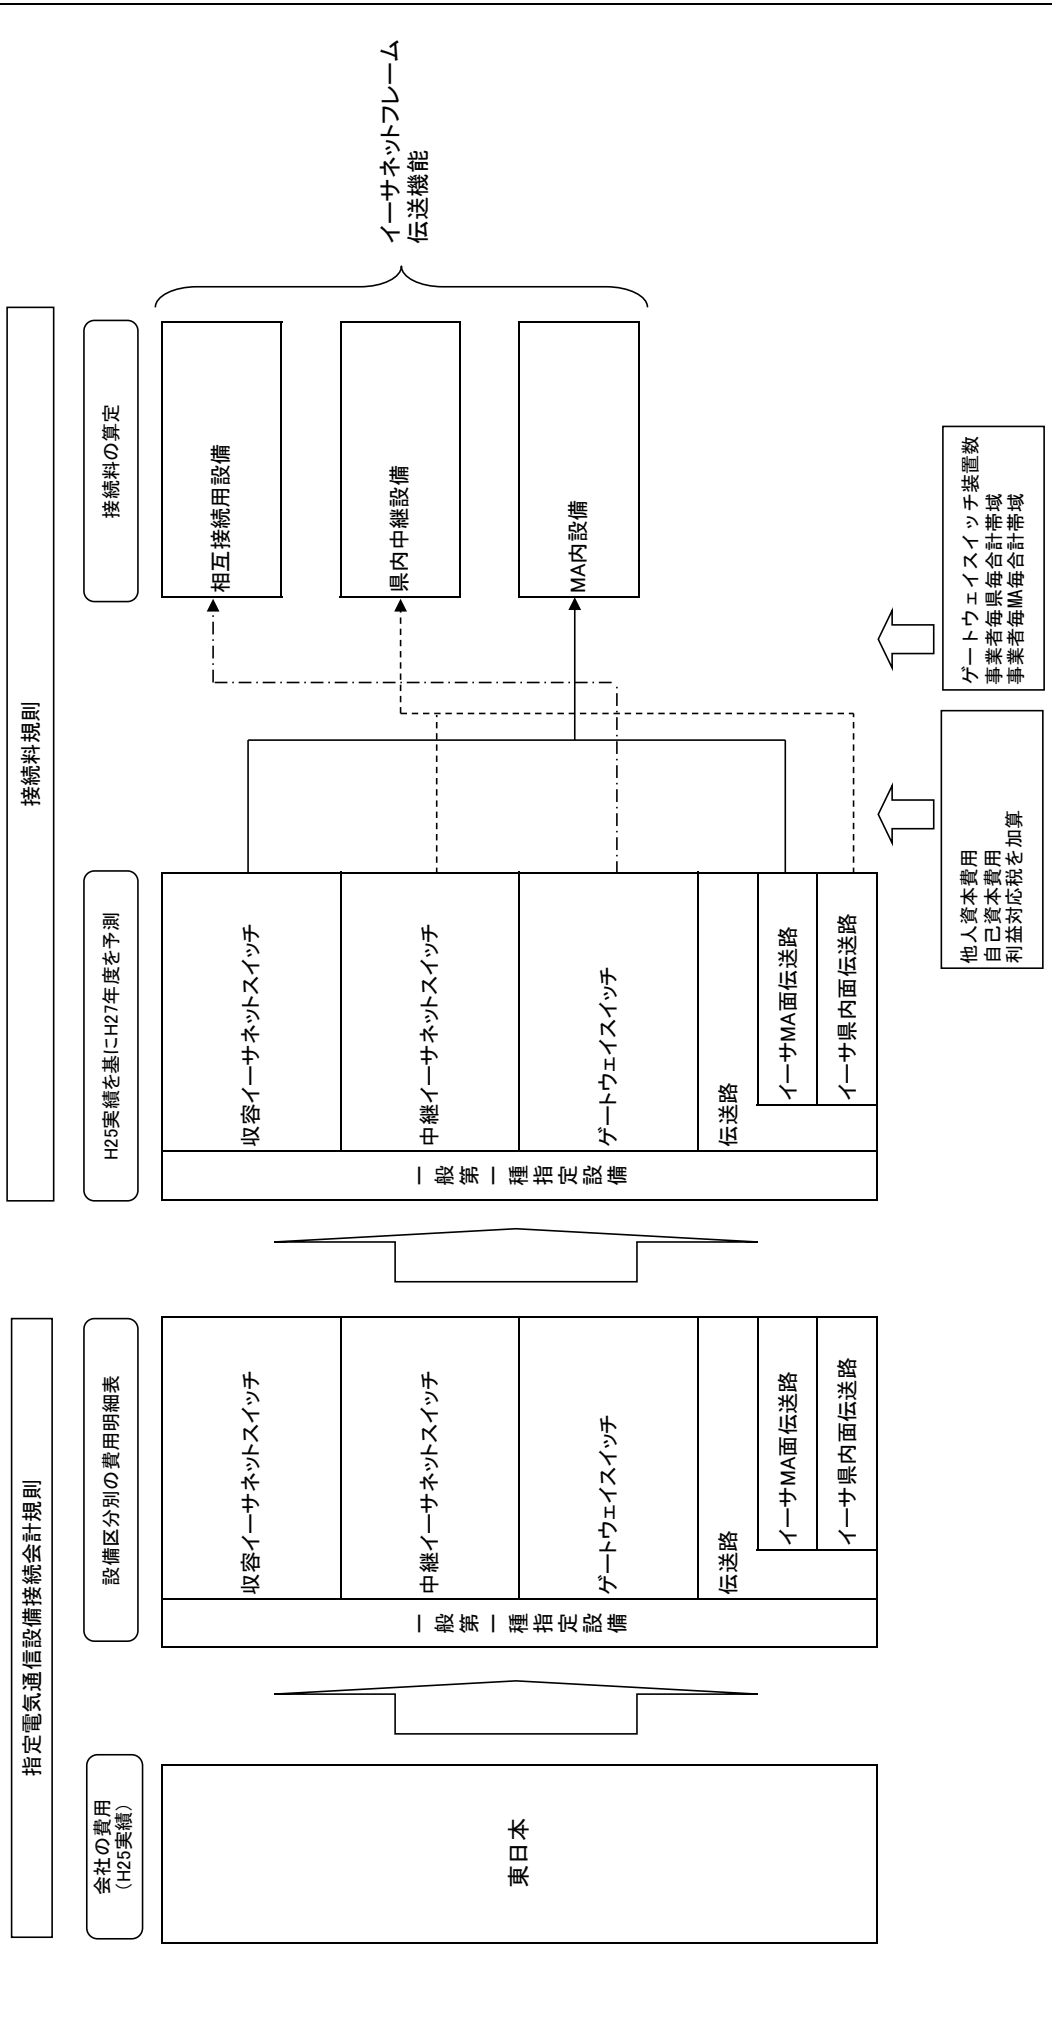 指定電気通信設備接続会計規則
接続料規則
会社の費用
（H25実績）
設備区分別の費用明細表
H25実績を基にH27年度を予測
接続料の算定
東日本
一般第一種指定設備
収容イーサネットスイッチ
中継イーサネットスイッチ
ゲートウェイスイッチ
伝送路
イーサMA面伝送路
イーサ県内面伝送路
一般第一種指定設備
収容イーサネットスイッチ
中継イーサネットスイッチ
ゲートウェイスイッチ
伝送路
イーサMA面伝送路
イーサ県内面伝送路
相互接続用設備
県内中継設備
MA内設備
イーサネットフレーム
伝送機能
他人資本費用
自己資本費用
利益対応税を加算
ゲートウェイスイッチ装置数
事業者毎県毎合計帯域
事業者毎MA毎合計帯域